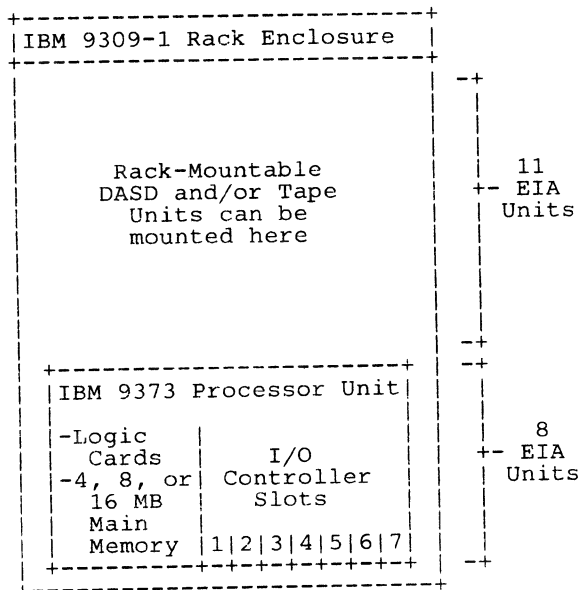 IBM 9309-1 Rack Enclosure
Rack-Mountable
DASD and/or Tape
Units can be
mounted here
11
EIA
Units
IBM 9373 Processor Unit
-Logic
Cards
-4, 8, or
16 MB
Main
Memory
I/O
Controller
Slots
1|2|3|4|5|6|7
8
EIA
Units